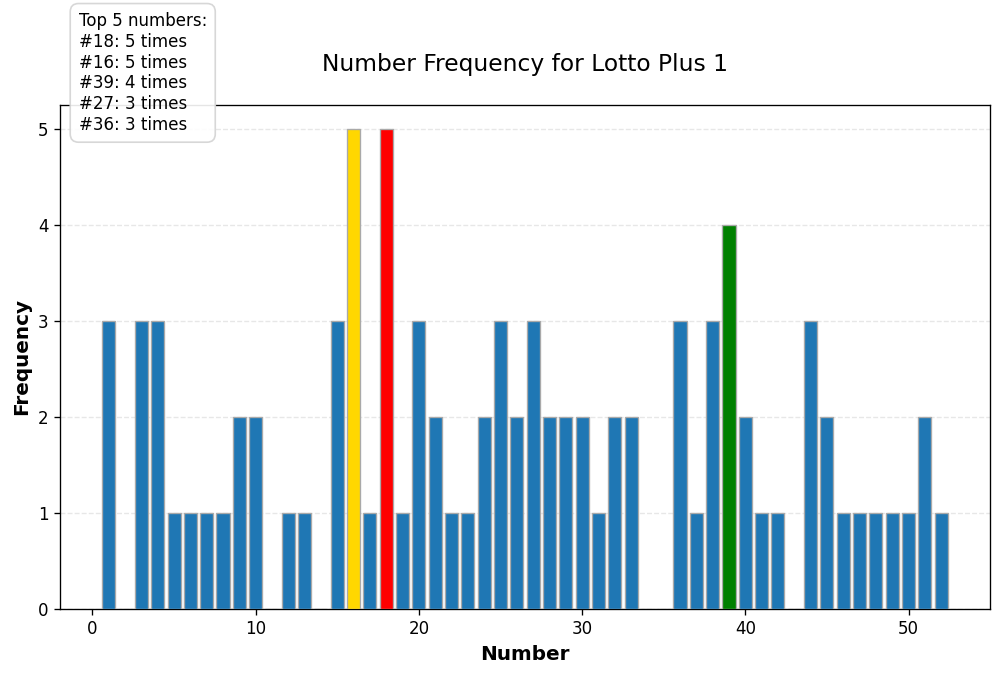 Top 5 numbers:
#18: 5 times
#16: 5 times
#39: 4 times
#27: 3 times
#36: 3 times
Number Frequency for Lotto Plus 1
Frequency
5
4
3
2
1
0
0 10 20 30 40 50
Number